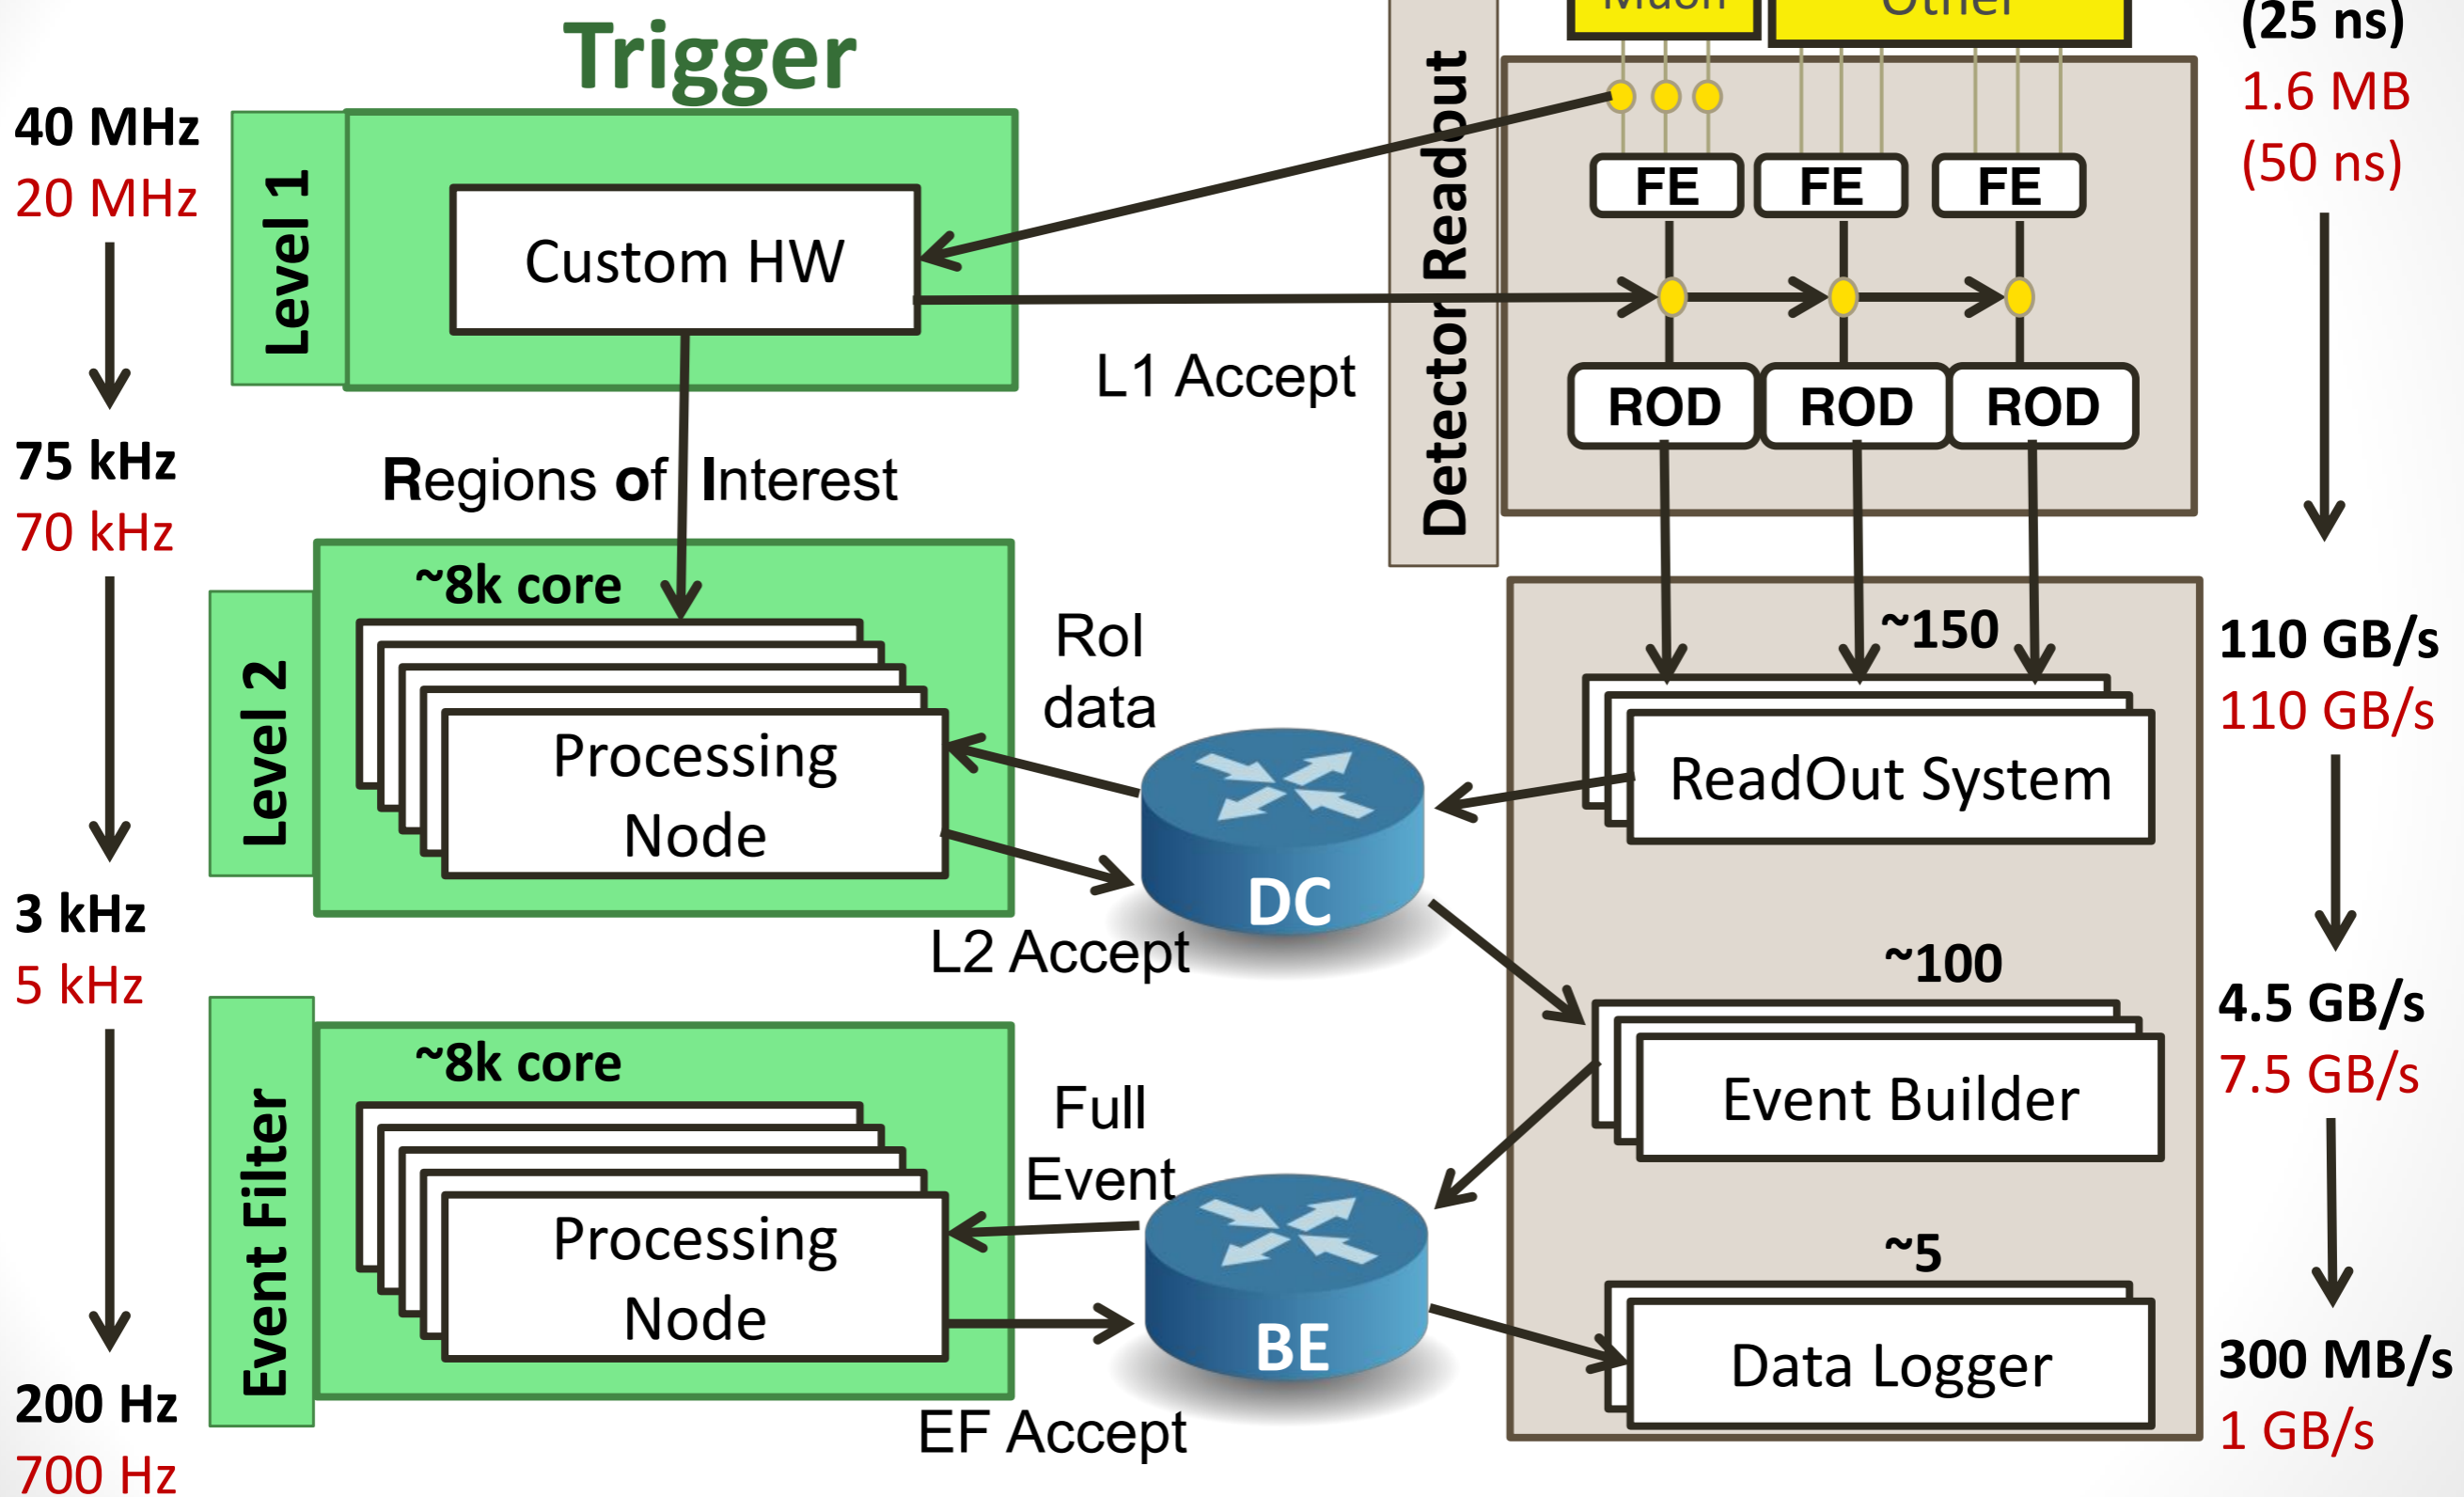 Muon
Other
(25 ns)
1.6 MB
(50 ns)
Trigger
40 MHz
20 MHz
Level 1
Custom HW
Detector Readout
FE
FE
FE
L1 Accept
ROD
ROD
ROD
75 kHz
70 kHz
Regions of Interest
~8k core
Level 2
Processing
Node
RoI
data
DC
~150
ReadOut System
110 GB/s
110 GB/s
3 kHz
5 kHz
L2 Accept
~100
Event Builder
4.5 GB/s
7.5 GB/s
~8k core
Event Filter
Processing
Node
Full
Event
BE
~5
Data Logger
300 MB/s
1 GB/s
200 Hz
700 Hz
EF Accept